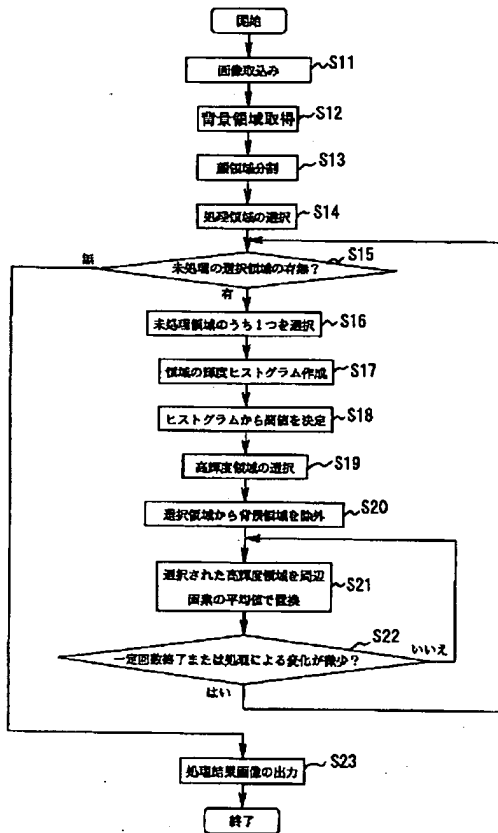 開始
画像取込み
S11
背景領域取得
S12
顔領域分割
S13
処理領域の選択
S14
未処理の選択領域の有無?
S15
無
有
未処理領域のうち1つを選択
S16
領域の輝度ヒストグラム作成
S17
ヒストグラムから閾値を決定
S18
高輝度領域の選択
S19
選択領域から背景領域を除外
S20
選択された高輝度領域を周辺
画素の平均値で置換
S21
一定回数終了または処理による変化が微少?
S22
いいえ
はい
処理結果画像の出力
S23
終了